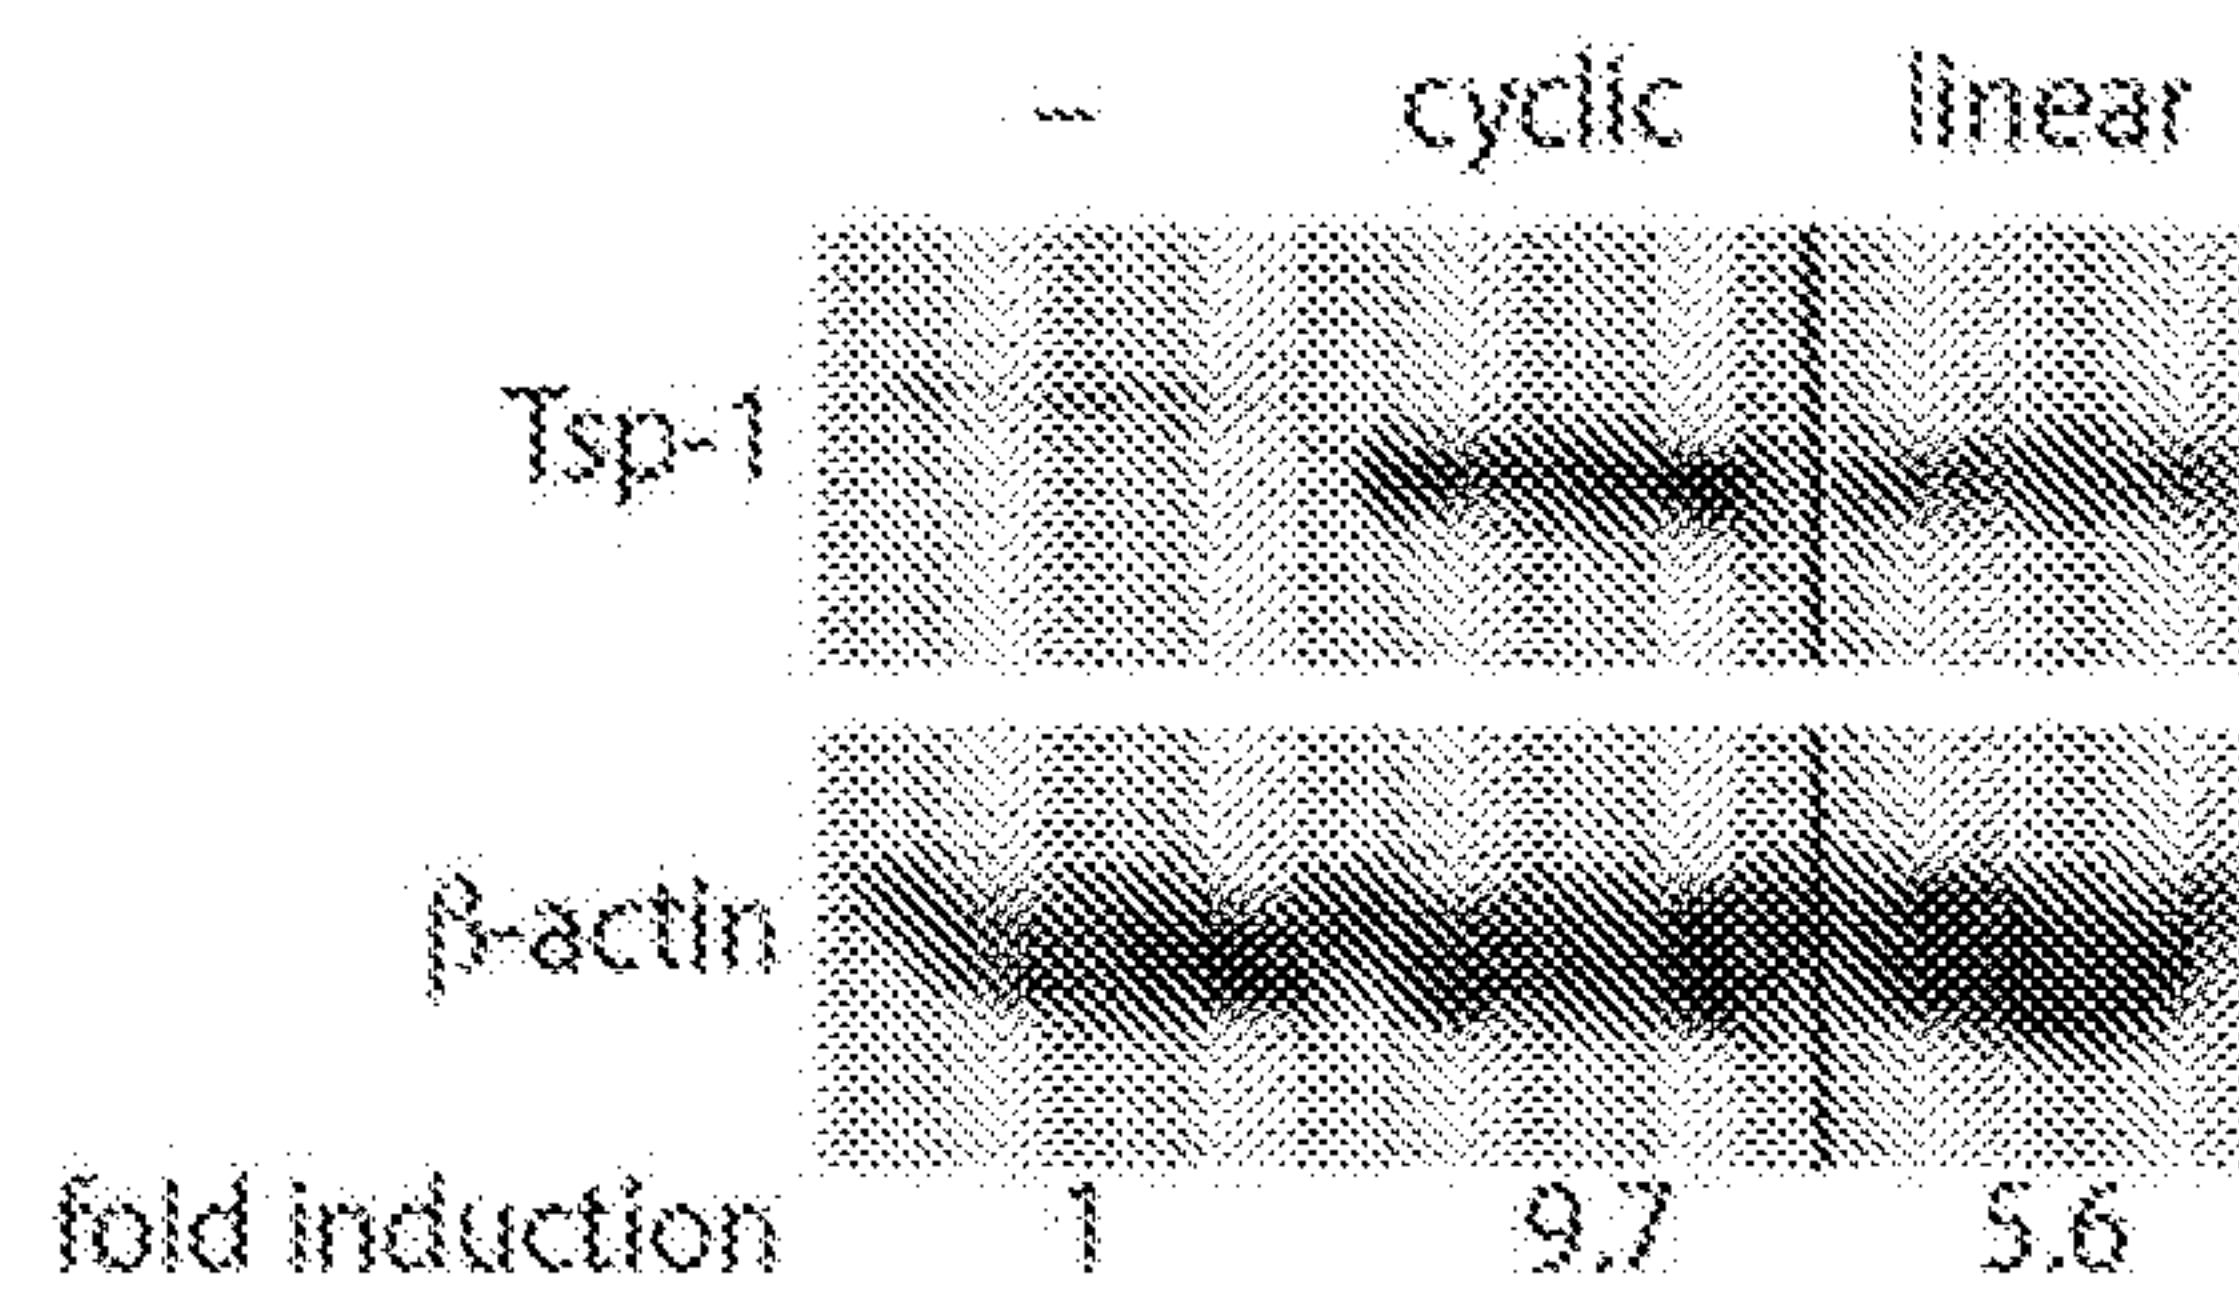 – cyclic linear
Tsp-1
β-actin
fold induction 1 9.7 5.6